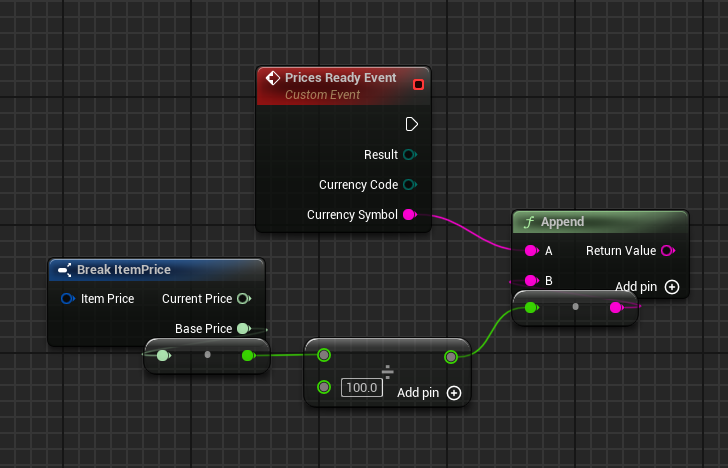 Prices Ready Event
Custom Event
Result
Currency Code
Currency Symbol
Append
A Return Value
B Add pin
Break ItemPrice
Item Price Current Price
Base Price
÷
100.0 Add pin